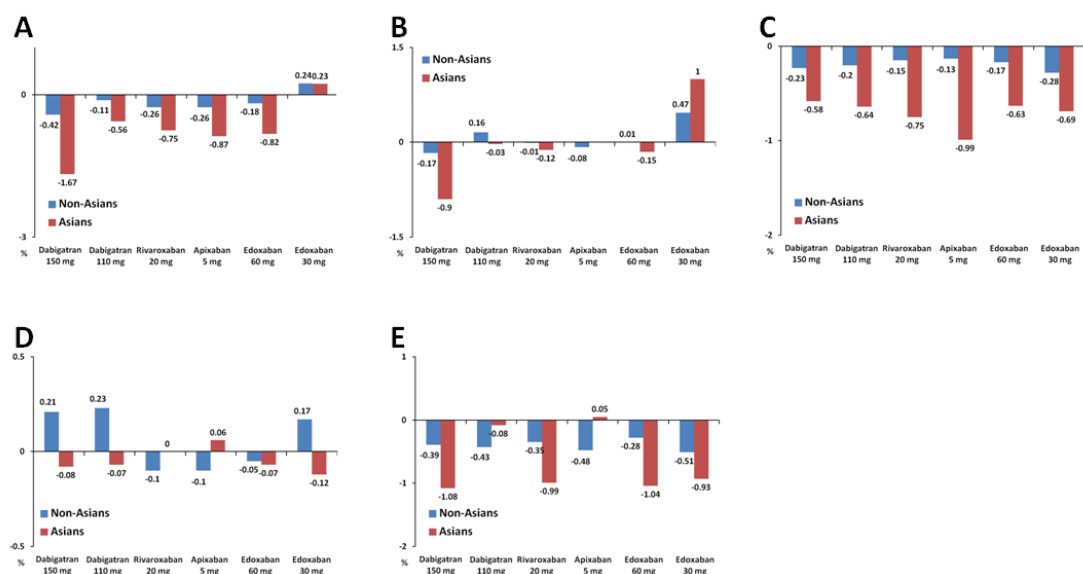 A
0.24 0.23
0
-0.11
-0.18
-0.26
-0.26
-0.42
-0.56
-0.75
-0.82
-0.87
-1.67
Non-Asians
Asians
-3
% Dabigatran 150 mg Dabigatran 110 mg Rivaroxaban 20 mg Apixaban 5 mg Edoxaban 60 mg Edoxaban 30 mg
B
1.5
Non-Asians
Asians
1
0.47
0.16
0.01
0
-0.01
-0.03
-0.08
-0.12
-0.15
-0.17
-0.9
-1.5
% Dabigatran 150 mg Dabigatran 110 mg Rivaroxaban 20 mg Apixaban 5 mg Edoxaban 60 mg Edoxaban 30 mg
C
0
-0.23 -0.2 -0.15 -0.13 -0.17 -0.28
-0.58 -0.64 -0.75 -0.99 -0.63 -0.69
-1
Non-Asians
Asians
-2
% Dabigatran 150 mg Dabigatran 110 mg Rivaroxaban 20 mg Apixaban 5 mg Edoxaban 60 mg Edoxaban 30 mg
D
0.5
0.21 0.23 0 0.06 0.17
0
-0.08 -0.07 -0.1 -0.1 -0.05 -0.07 -0.12
Non-Asians
Asians
-0.5
% Dabigatran 150 mg Dabigatran 110 mg Rivaroxaban 20 mg Apixaban 5 mg Edoxaban 60 mg Edoxaban 30 mg
E
1
0.05
0
-0.39 -0.43 -0.08 -0.35 -0.48 -0.28 -0.51
-1.08 -0.99 -1.04 -0.93
-1
Non-Asians
Asians
-2
% Dabigatran 150 mg Dabigatran 110 mg Rivaroxaban 20 mg Apixaban 5 mg Edoxaban 60 mg Edoxaban 30 mg